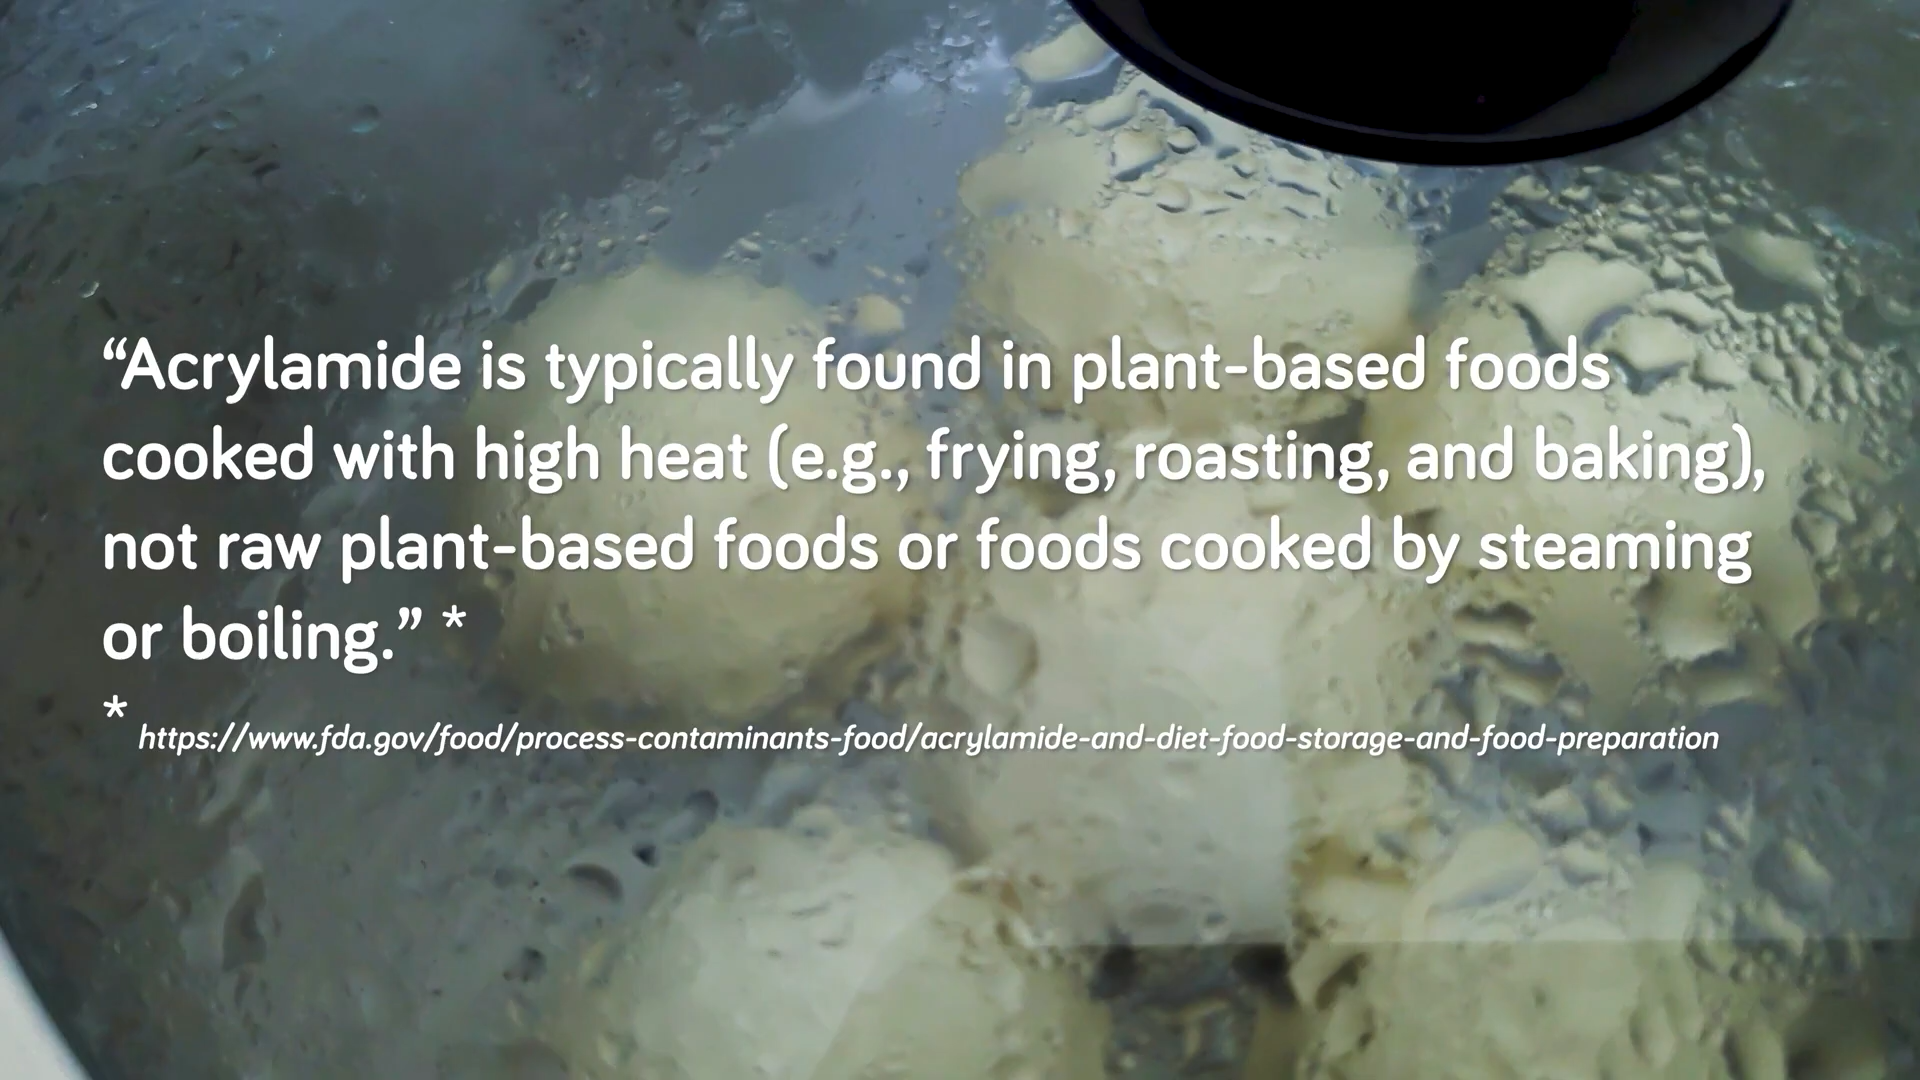 “Acrylamide is typically found in plant-based foods
cooked with high heat (e.g., frying, roasting, and baking),
not raw plant-based foods or foods cooked by steaming
or boiling.” *
* https://www.fda.gov/food/process-contaminants-food/acrylamide-and-diet-food-storage-and-food-preparation